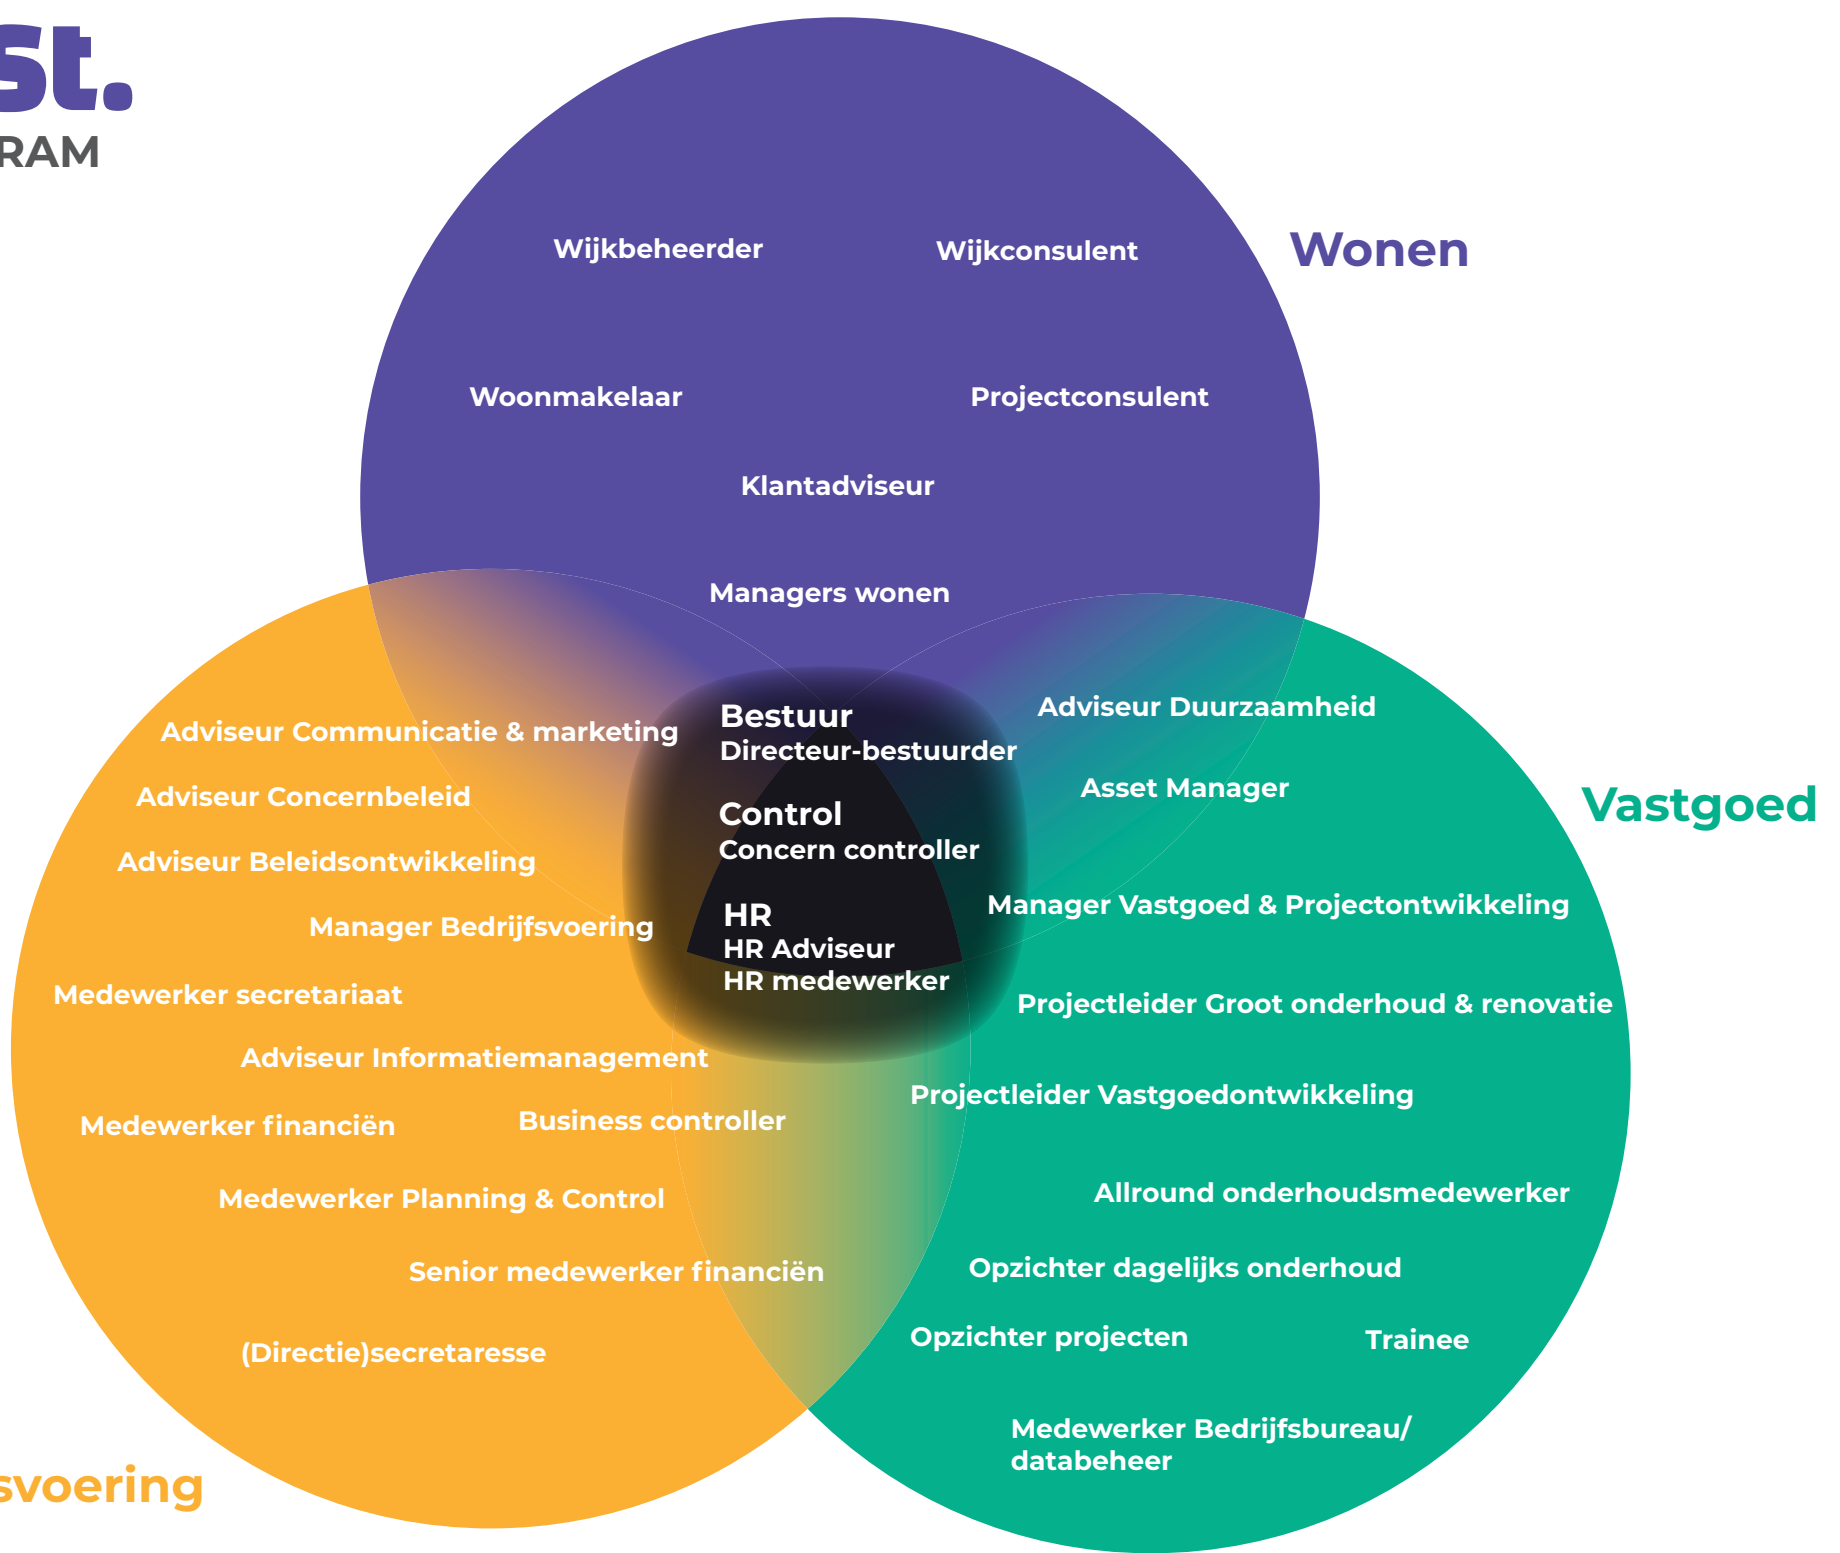 st.
RAM
Wonen
Wijkbeheerder
Wijkconsulent
Woonmakelaar
Projectconsulent
Klantadviseur
Managers wonen
Bestuur
Directeur-bestuurder
Control
Concern controller
HR
HR Adviseur
HR medewerker
Adviseur Communicatie & marketing
Adviseur Concernbeleid
Adviseur Beleidsontwikkeling
Manager Bedrijfsvoering
Medewerker secretariaat
Adviseur Informatiemanagement
Medewerker financiën
Business controller
Medewerker Planning & Control
Senior medewerker financiën
(Directie)secretaresse
svoering
Vastgoed
Adviseur Duurzaamheid
Asset Manager
Manager Vastgoed & Projectontwikkeling
Projectleider Groot onderhoud & renovatie
Projectleider Vastgoedontwikkeling
Allround onderhoudsmedewerker
Opzichter dagelijks onderhoud
Opzichter projecten
Trainee
Medewerker Bedrijfsbureau/
databeheer